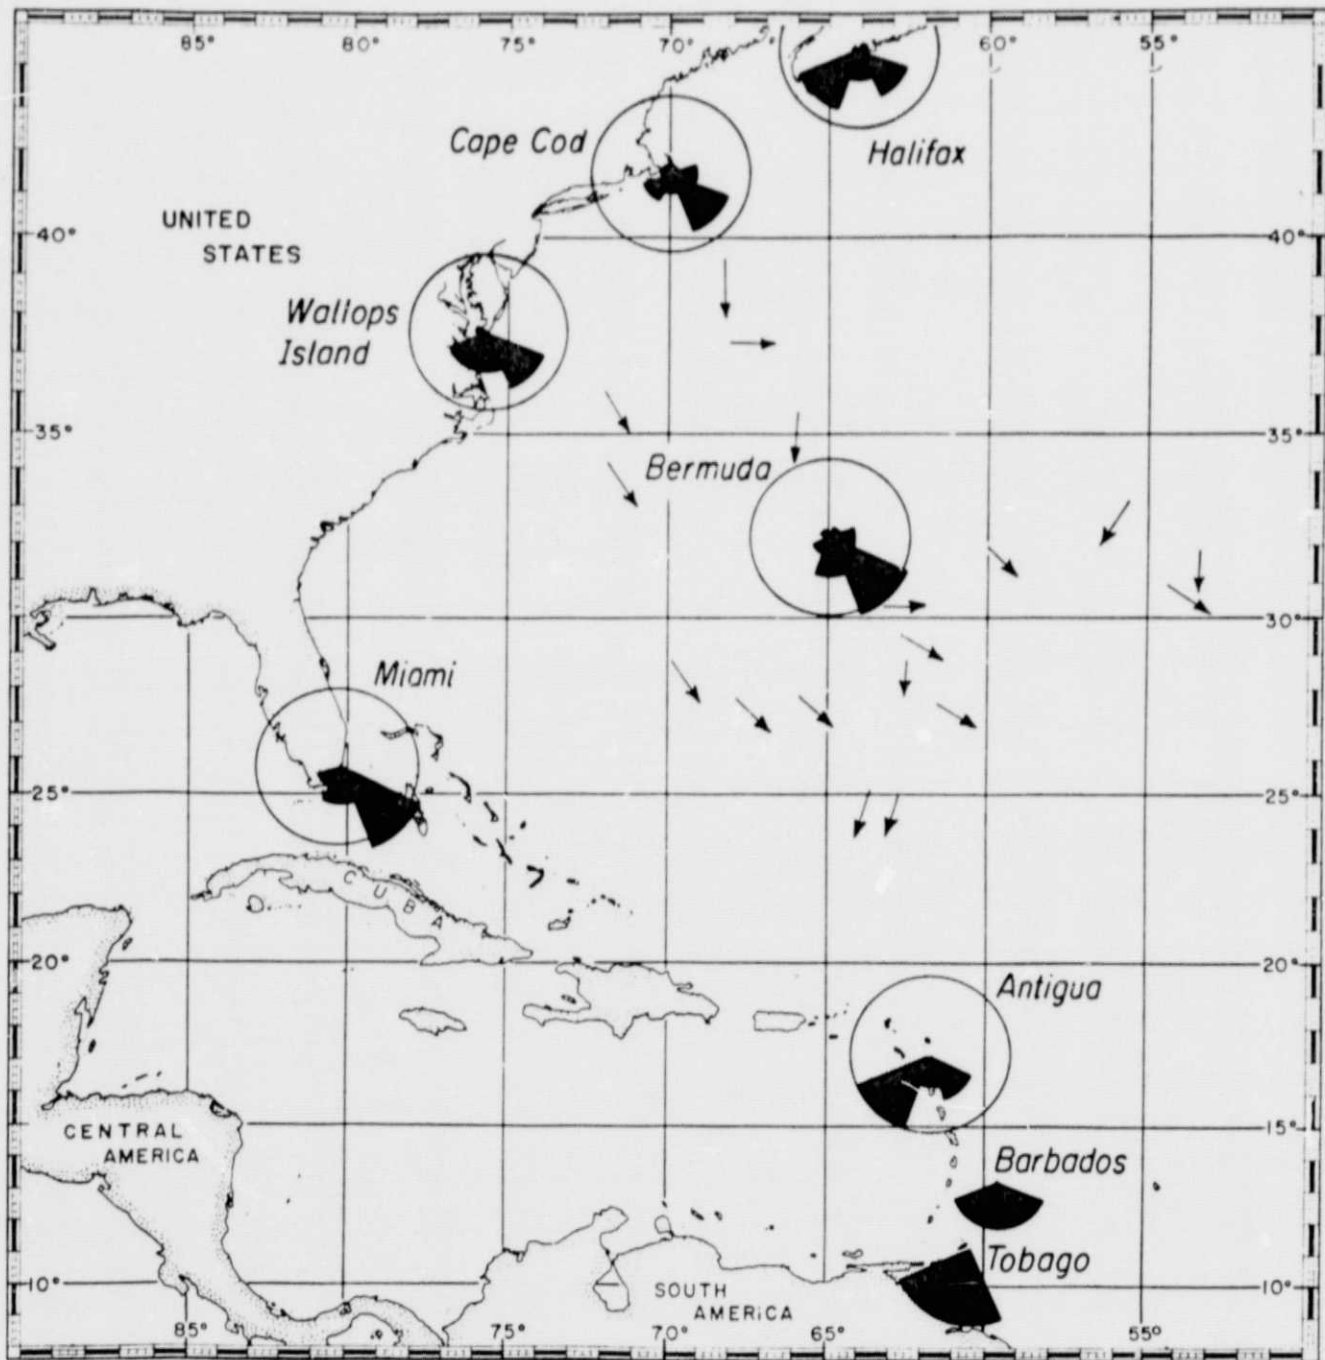 85° 80° 75° 70° 60° 55°
Cape Cod
Halifax
UNITED
STATES
40° 40°
Wallops
Island
35° 35°
Bermuda
30° 30°
Miami
25° 25°
CUBA
20° 20°
Antigua
15°
CENTRAL
AMERICA
Barbados
Tobago
10° 10°
SOUTH
AMERICA
85° 75° 70° 65° 55°